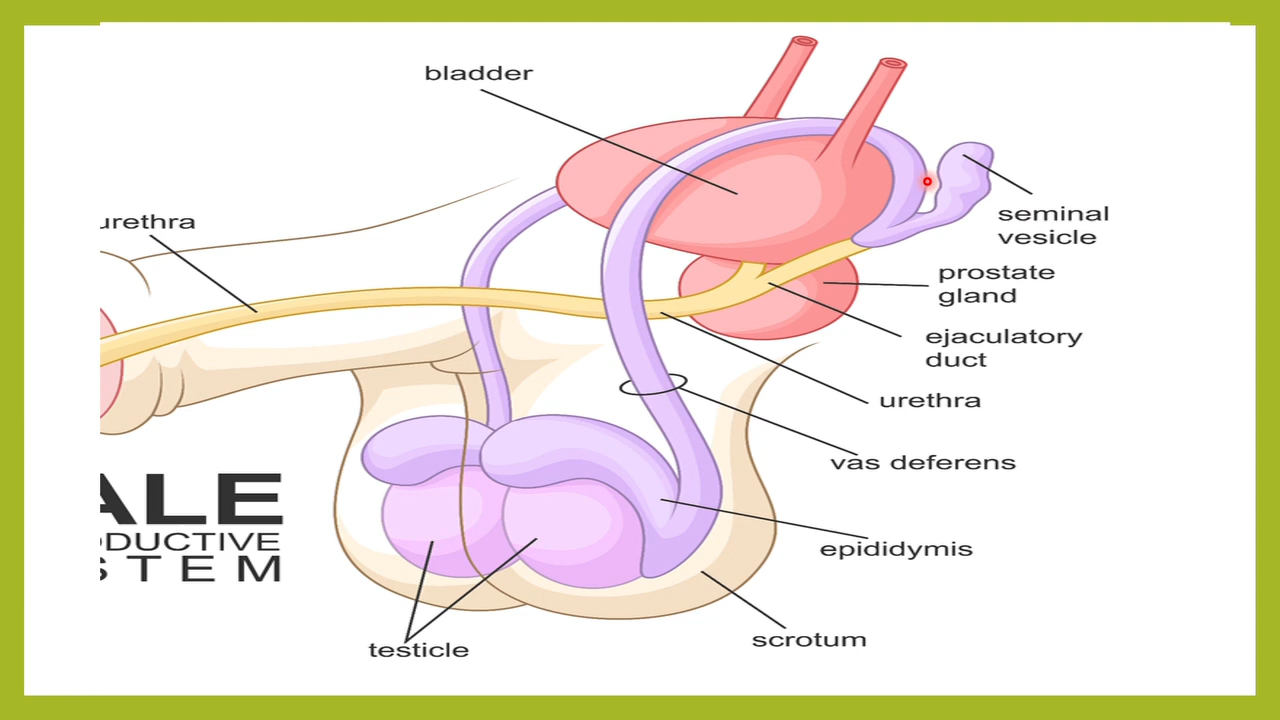 bladder
urethra
seminal
vesicle
prostate
gland
ejaculatory
duct
urethra
vas deferens
epididymis
scrotum
testicle
ALE
DUCTIVE
STEM